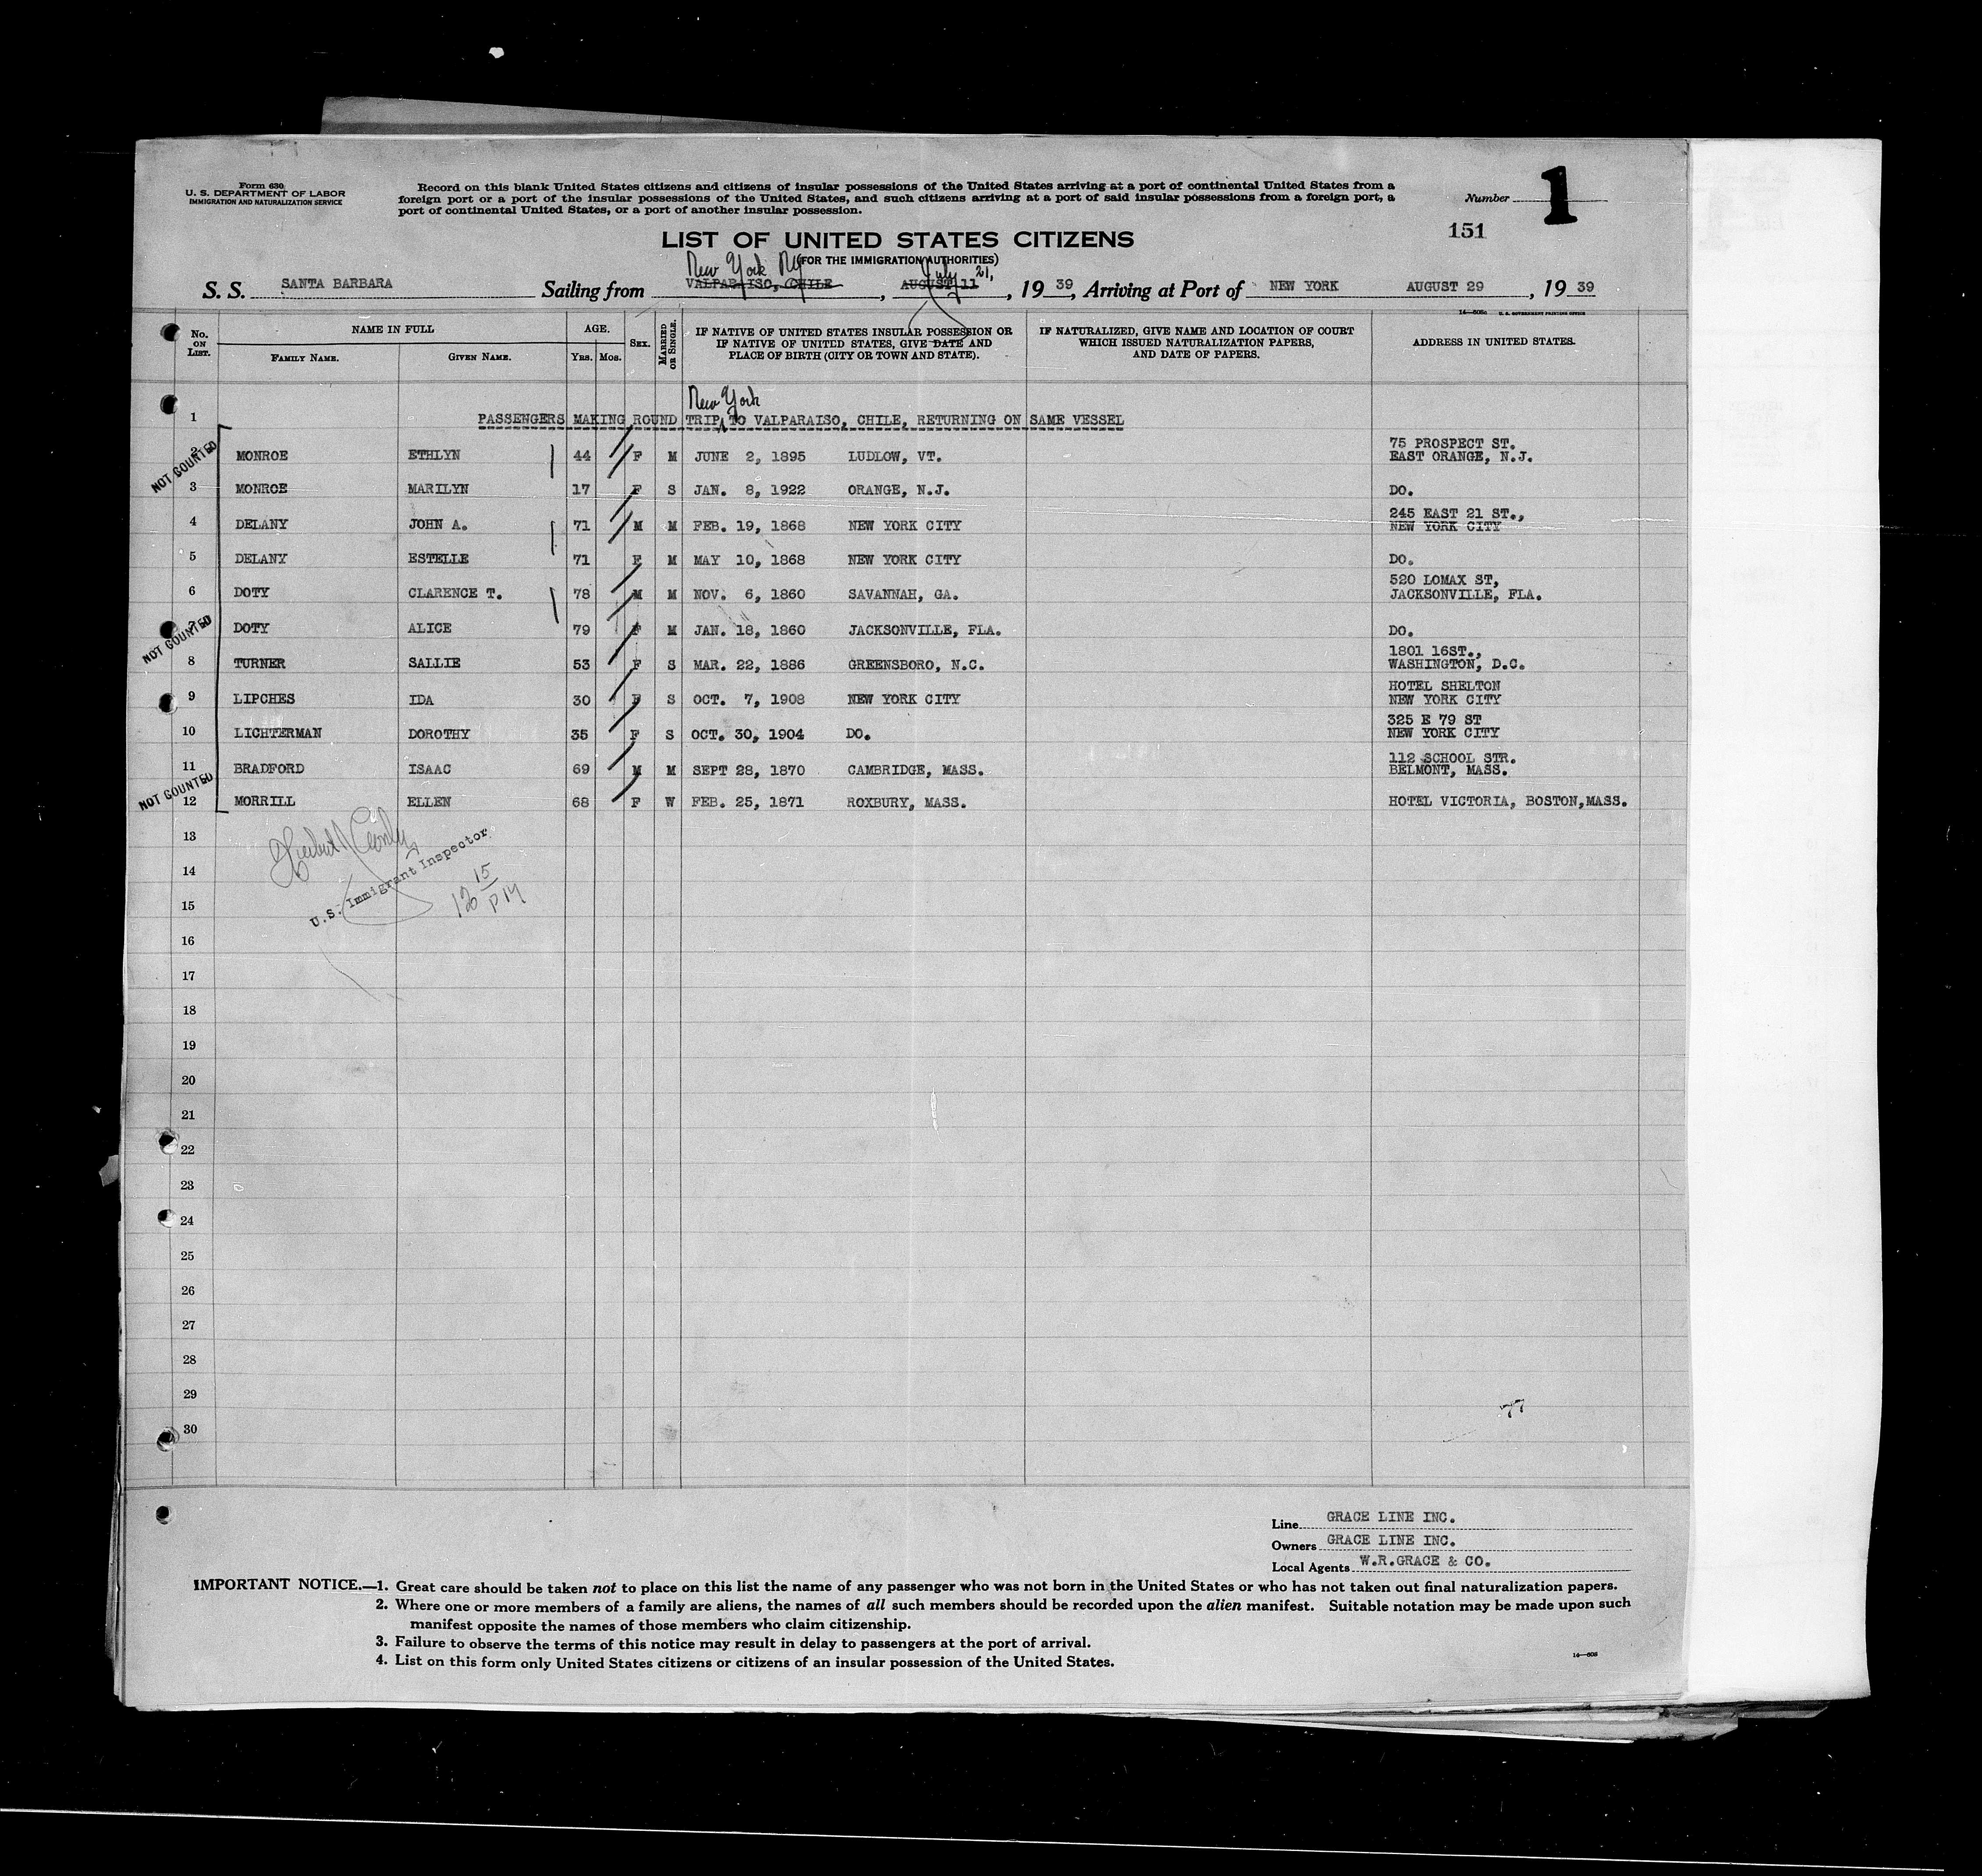 Form 630
U. S. DEPARTMENT OF LABOR
IMMIGRATION AND NATURALIZATION SERVICE
Record on this blank United States citizens and citizens of insular possessions of the United States arriving at a port of continental United States from a
foreign port or a port of the insular possessions of the United States, and such citizens arriving at a port of said insular possessions from a foreign port, a
port of continental United States, or a port of another insular possession.
Number 1
151
LIST OF UNITED STATES CITIZENS
(FOR THE IMMIGRATION AUTHORITIES)
New York NY July 21,
S. S. SANTA BARBARA Sailing from VALPARAISO, CHILE, AUGUST 11, 19 39, Arriving at Port of NEW YORK AUGUST 29, 19 39
14—505a U. S. GOVERNMENT PRINTING OFFICE
No. ON LIST.
NAME IN FULL
FAMILY NAME. GIVEN NAME.
AGE.
YRS. MOS.
SEX.
MARRIED OR SINGLE.
IF NATIVE OF UNITED STATES INSULAR POSSESSION OR
IF NATIVE OF UNITED STATES, GIVE DATE AND
PLACE OF BIRTH (CITY OR TOWN AND STATE).
IF NATURALIZED, GIVE NAME AND LOCATION OF COURT
WHICH ISSUED NATURALIZATION PAPERS,
AND DATE OF PAPERS.
ADDRESS IN UNITED STATES.
New York
1 PASSENGERS MAKING ROUND TRIP TO VALPARAISO, CHILE, RETURNING ON SAME VESSEL
NOT COUNTED
75 PROSPECT ST.
2 MONROE ETHLYN 44 F M JUNE 2, 1895 LUDLOW, VT. EAST ORANGE, N.J.
3 MONROE MARILYN 17 F S JAN. 8, 1922 ORANGE, N.J. DO.
245 EAST 21 ST.,
4 DELANY JOHN A. 71 M M FEB. 19, 1868 NEW YORK CITY NEW YORK CITY
5 DELANY ESTELLE 71 F M MAY 10, 1868 NEW YORK CITY DO.
520 LOMAX ST,
6 DOTY CLARENCE T. 78 M M NOV. 6, 1860 SAVANNAH, GA. JACKSONVILLE, FLA.
NOT COUNTED
7 DOTY ALICE 79 F M JAN. 18, 1860 JACKSONVILLE, FLA. DO.
1801 16ST.,
8 TURNER SALLIE 53 F S MAR. 22, 1886 GREENSBORO, N.C. WASHINGTON, D.C.
HOTEL SHELTON
9 LIPCHES IDA 30 F S OCT. 7, 1908 NEW YORK CITY NEW YORK CITY
325 E 79 ST
10 LICHTERMAN DOROTHY 35 F S OCT. 30, 1904 DO. NEW YORK CITY
112 SCHOOL STR.
11 BRADFORD ISAAC 69 M M SEPT 28, 1870 CAMBRIDGE, MASS. BELMONT, MASS.
NOT COUNTED
12 MORRILL ELLEN 68 F W FEB. 25, 1871 ROXBURY, MASS. HOTEL VICTORIA, BOSTON,MASS.
13
14
U.S. Immigrant Inspector
15
16
17
18
19
20
21
22
23
24
25
26
27
28
29
77
30
Line GRACE LINE INC.
Owners GRACE LINE INC.
Local Agents W.R.GRACE & CO.
IMPORTANT NOTICE.—1. Great care should be taken not to place on this list the name of any passenger who was not born in the United States or who has not taken out final naturalization papers.
2. Where one or more members of a family are aliens, the names of all such members should be recorded upon the alien manifest. Suitable notation may be made upon such
manifest opposite the names of those members who claim citizenship.
3. Failure to observe the terms of this notice may result in delay to passengers at the port of arrival.
4. List on this form only United States citizens or citizens of an insular possession of the United States.